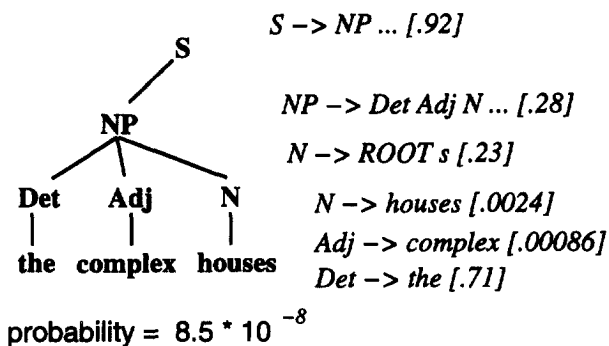 S –> NP ... [.92]
S
NP –> Det Adj N ... [.28]
NP
N –> ROOT s [.23]
Det Adj N
N –> houses [.0024]
Adj –> complex [.00086]
the complex houses
Det –> the [.71]
probability = 8.5 * 10 –8